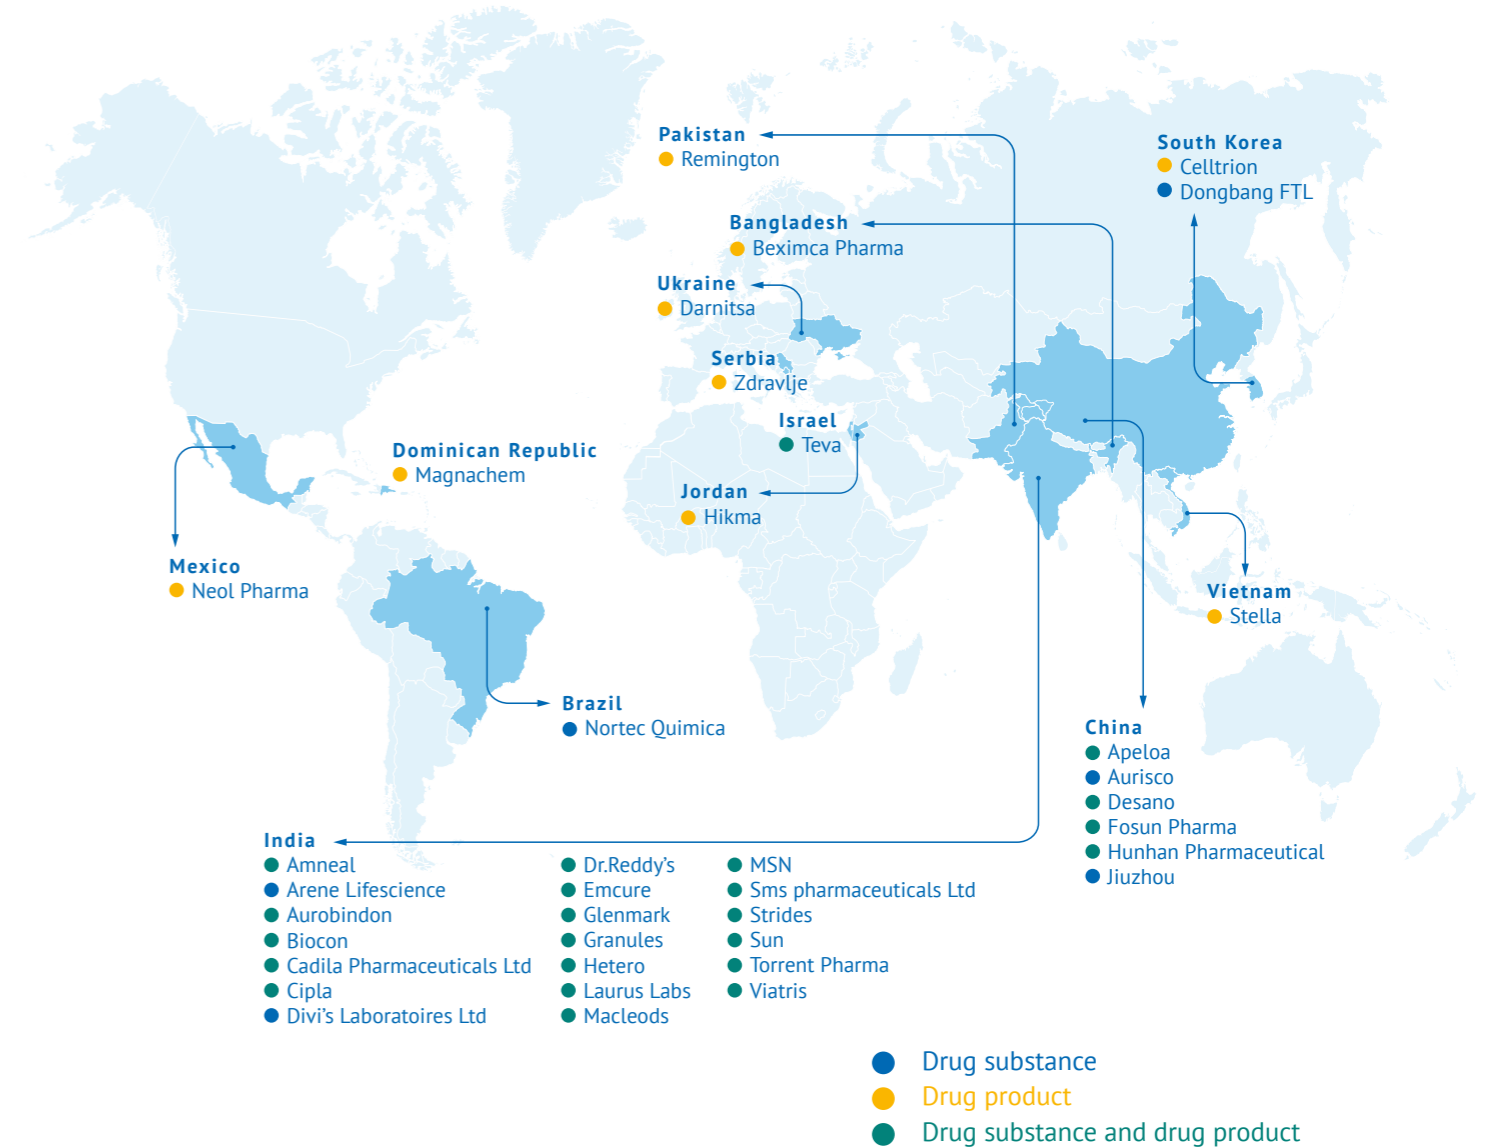 Pakistan
Remington
South Korea
Celltrion
Dongbang FTL
Bangladesh
Beximca Pharma
Ukraine
Darnitsa
Serbia
Zdravlje
Israel
Teva
Dominican Republic
Magnachem
Jordan
Hikma
Mexico
Neol Pharma
Vietnam
Stella
Brazil
Nortec Quimica
China
Apeloa
Aurisco
Desano
Fosun Pharma
Hunhan Pharmaceutical
Jiuzhou
India
Amneal
Arene Lifescience
Aurobindon
Biocon
Cadila Pharmaceuticals Ltd
Cipla
Divi's Laboratoires Ltd
Dr.Reddy's
Emcure
Glenmark
Granules
Hetero
Laurus Labs
Macleods
MSN
Sms pharmaceuticals Ltd
Strides
Sun
Torrent Pharma
Viatris
Drug substance
Drug product
Drug substance and drug product